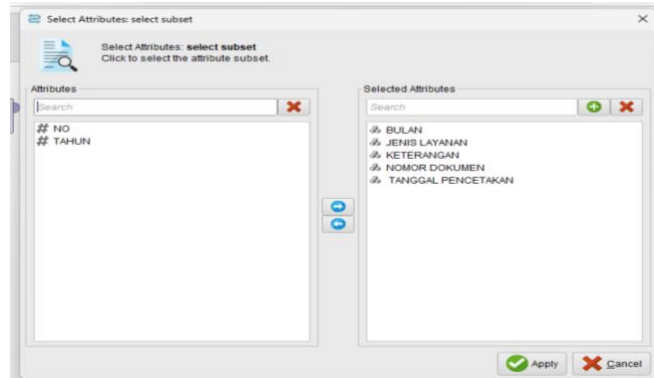 Select Attributes: select subset
Select Attributes: select subset
Click to select the attribute subset.
Attributes
Search
# NO
# TAHUN
Selected Attributes
Search
BULAN
JENIS LAYANAN
KETERANGAN
NOMOR DOKUMEN
TANGGAL PENCETAKAN
Apply
Cancel